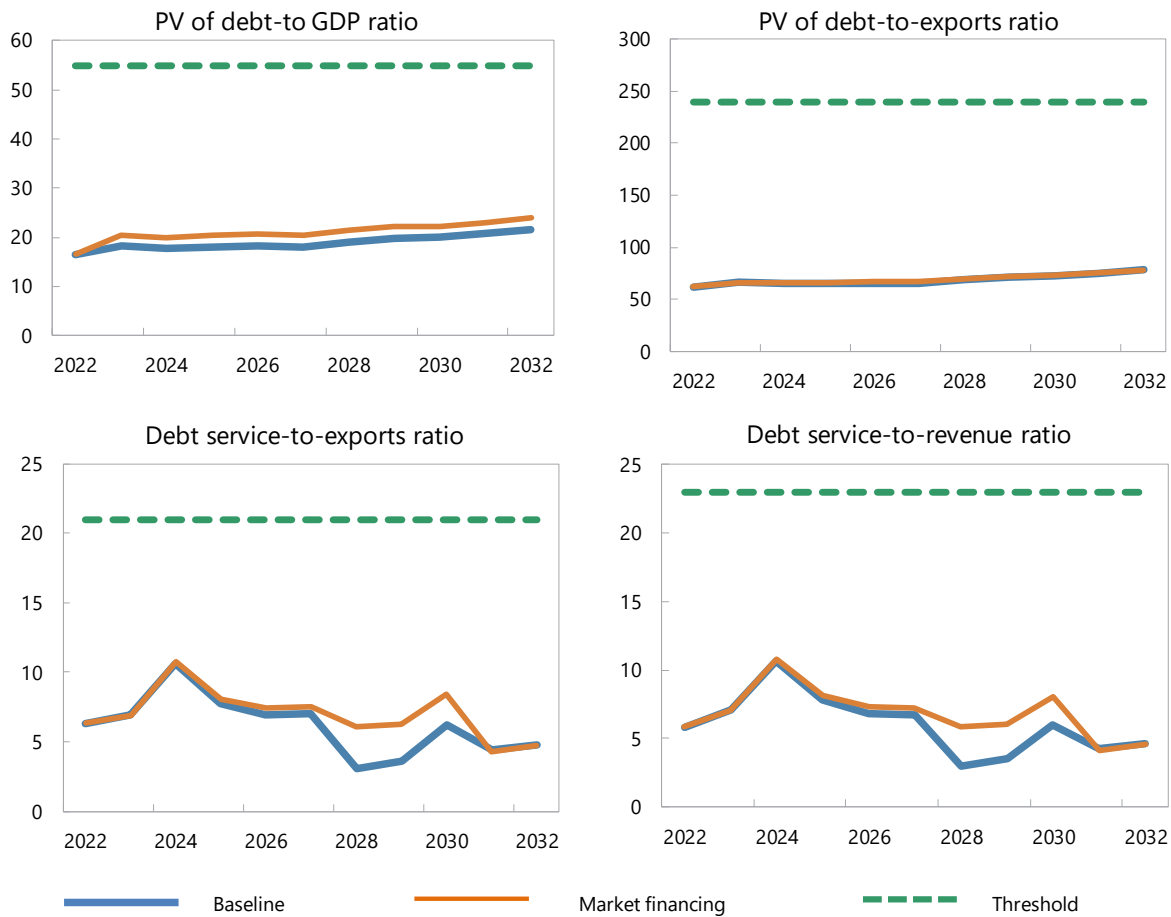 PV of debt-to GDP ratio
60
50
40
30
20
10
0
2022 2024 2026 2028 2030 2032
PV of debt-to-exports ratio
300
250
200
150
100
50
0
2022 2024 2026 2028 2030 2032
Debt service-to-exports ratio
25
20
15
10
5
0
2022 2024 2026 2028 2030 2032
Debt service-to-revenue ratio
25
20
15
10
5
0
2022 2024 2026 2028 2030 2032
Baseline Market financing Threshold